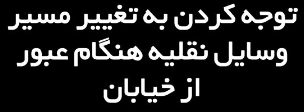 توجه کردن به تغییر مسیر
وسایل نقلیه هنگام عبور
از خیابان